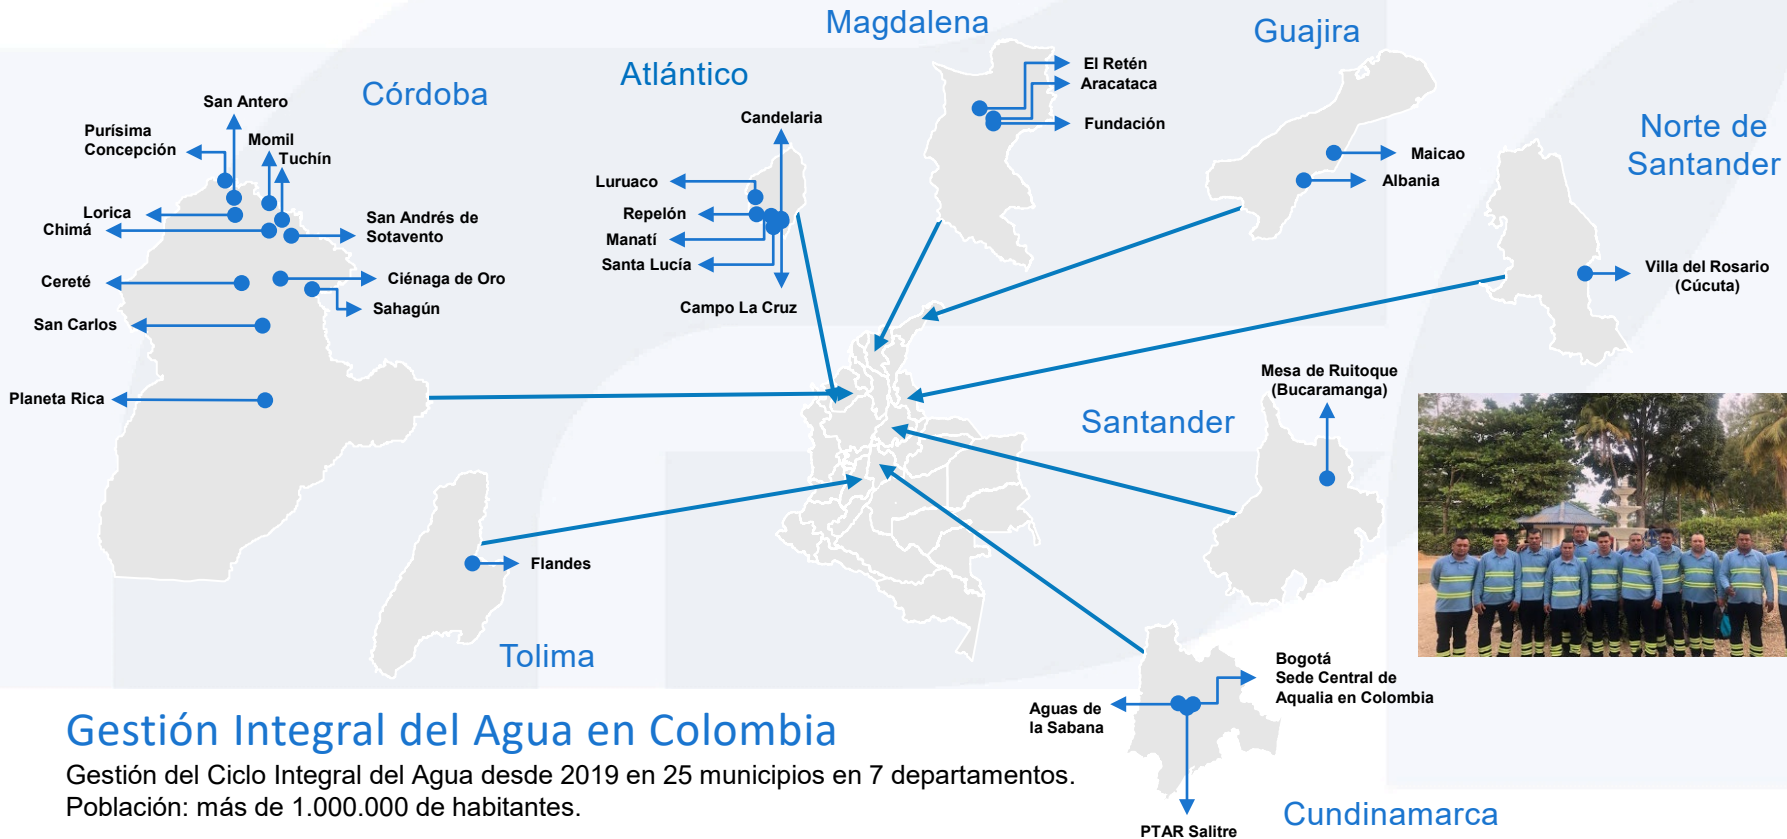 Magdalena
Guajira
Atlántico
Córdoba
Norte de
Santander
El Retén
Aracataca
Fundación
San Antero
Purísima
Concepción
Momil
Tuchín
Lorica
Chimá
San Andrés de
Sotavento
Cereté
Ciénaga de Oro
Sahagún
San Carlos
Planeta Rica
Candelaria
Luruaco
Repelón
Manatí
Santa Lucía
Campo La Cruz
Maicao
Albania
Villa del Rosario
(Cúcuta)
Mesa de Ruitoque
(Bucaramanga)
Santander
Flandes
Tolima
Bogotá
Sede Central de
Aqualia en Colombia
Aguas de
la Sabana
PTAR Salitre
Cundinamarca
Gestión Integral del Agua en Colombia
Gestión del Ciclo Integral del Agua desde 2019 en 25 municipios en 7 departamentos.
Población: más de 1.000.000 de habitantes.